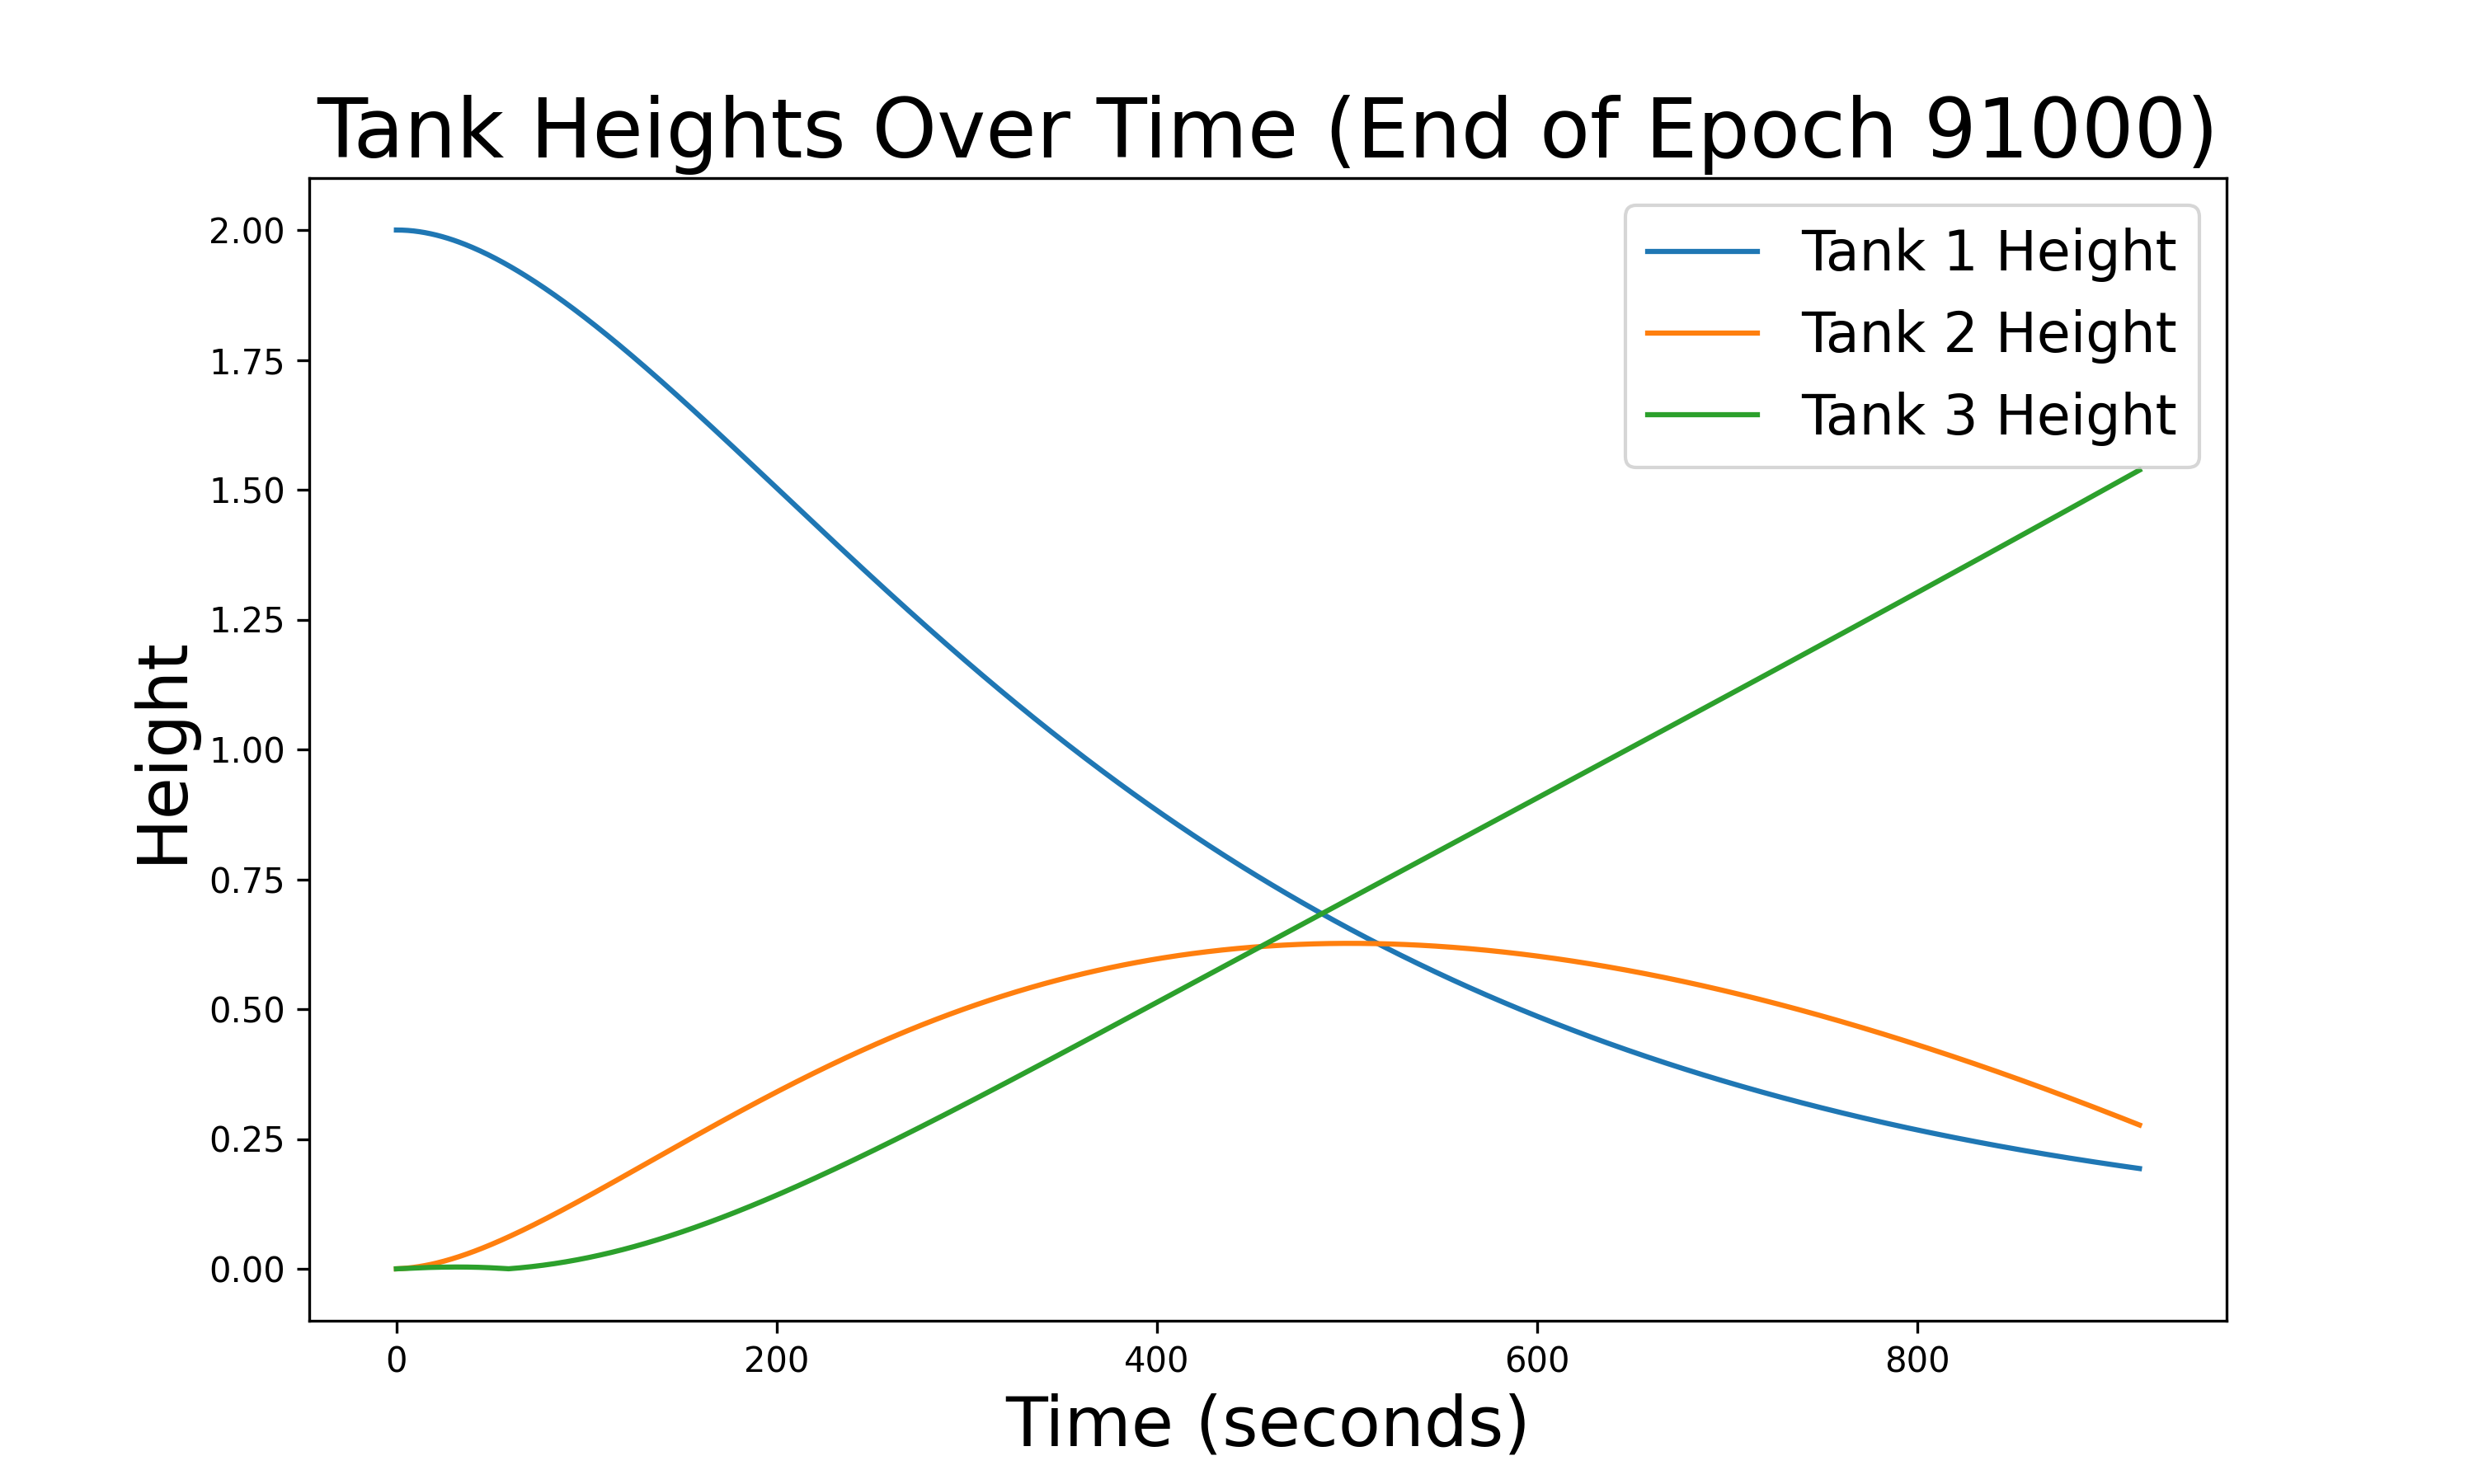 Tank Heights Over Time (End of Epoch 91000)
Tank 1 Height
Tank 2 Height
Tank 3 Height
Height
2.00
1.75
1.50
1.25
1.00
0.75
0.50
0.25
0.00
0 200 400 600 800
Time (seconds)